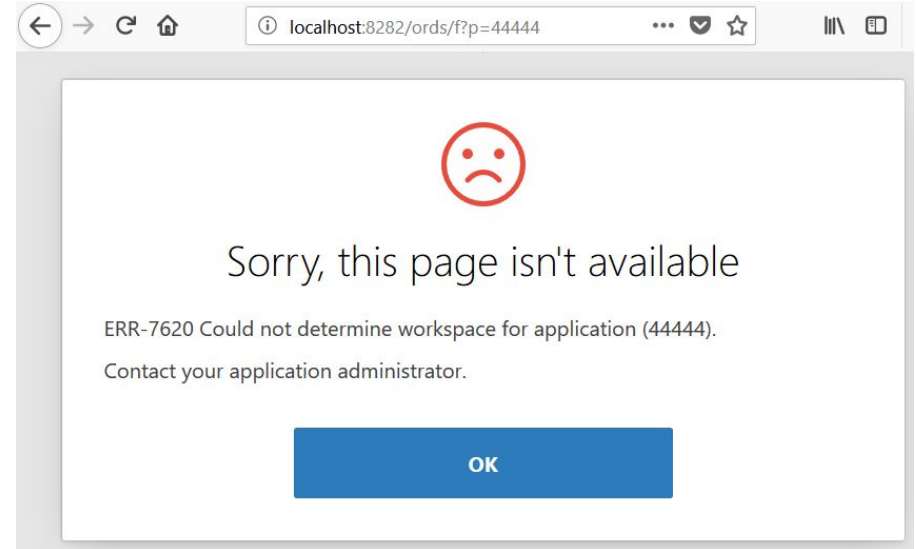 localhost:8282/ords/f?p=44444
Sorry, this page isn't available
ERR-7620 Could not determine workspace for application (44444).
Contact your application administrator.
OK